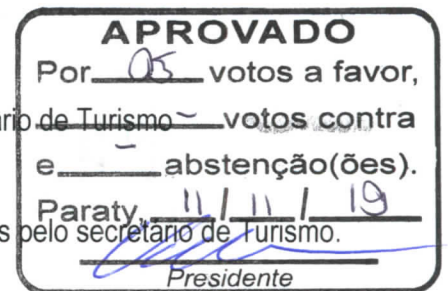 APROVADO
Por 05 votos a favor,
ário de Turismo - votos contra
e - abstenção(ões).
Paraty, 11 / 11 / 19
s pelo secretário de Turismo.
Presidente